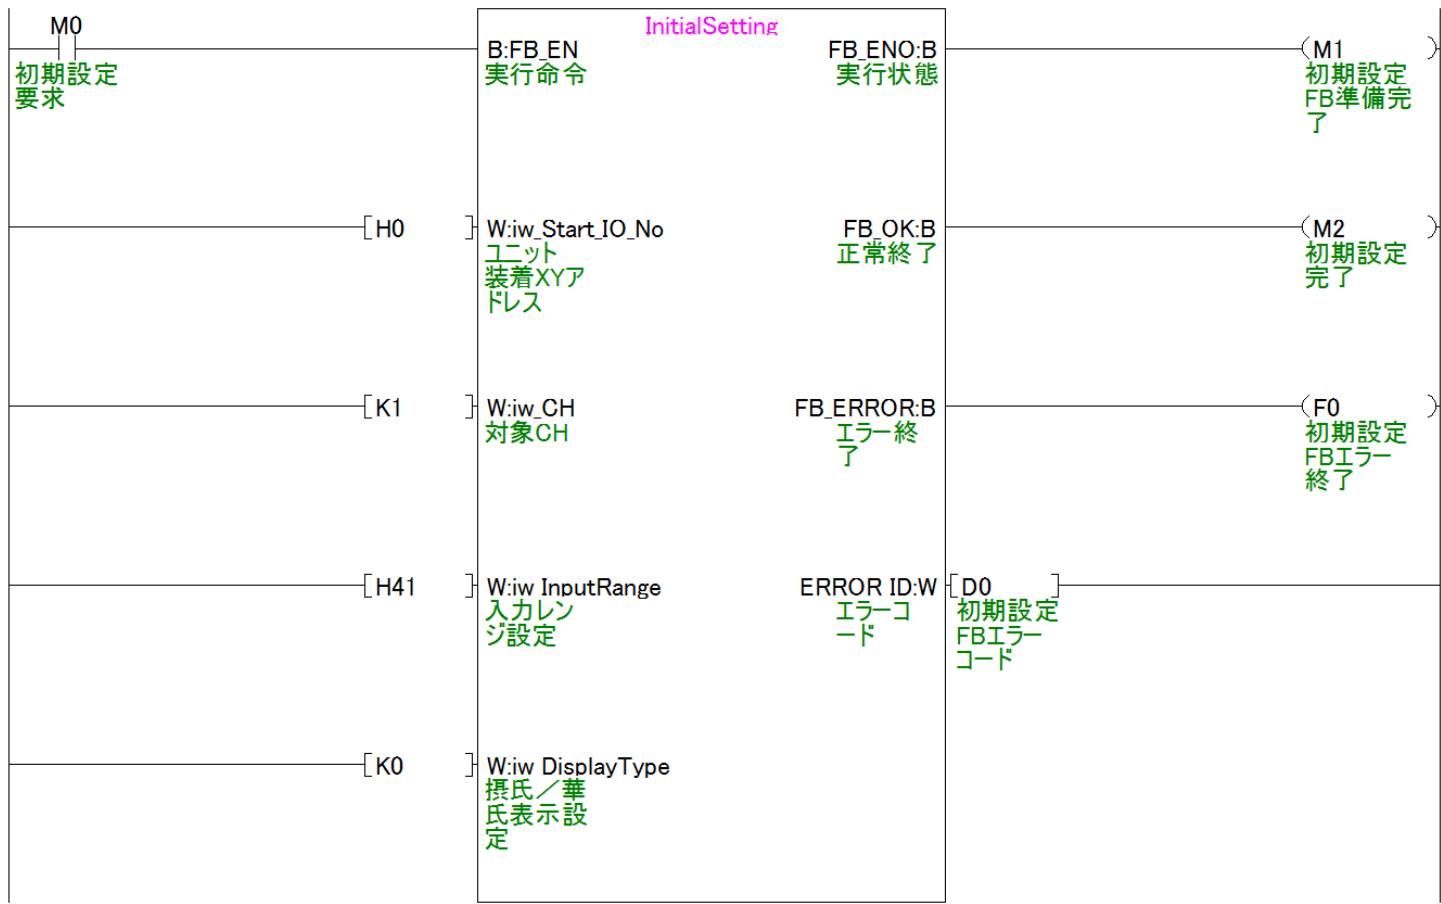 InitialSetting
M0
初期設定
要求
B:FB_EN
実行命令
FB_ENO:B
実行状態
M1
初期設定
FB準備完
了
H0
W:iw_Start_IO_No
ユニット
装着XYア
ドレス
FB_OK:B
正常終了
M2
初期設定
完了
K1
W:iw_CH
対象CH
FB_ERROR:B
エラー終
了
F0
初期設定
FBエラー
終了
H41
W:iw InputRange
入力レン
ジ設定
ERROR ID:W
エラーコ
ード
D0
初期設定
FBエラー
コード
K0
W:iw DisplayType
摂氏／華
氏表示設
定